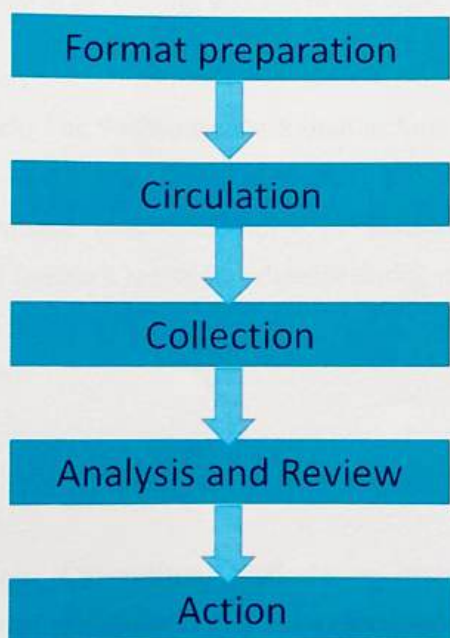 Format preparation
Circulation
Collection
Analysis and Review
Action